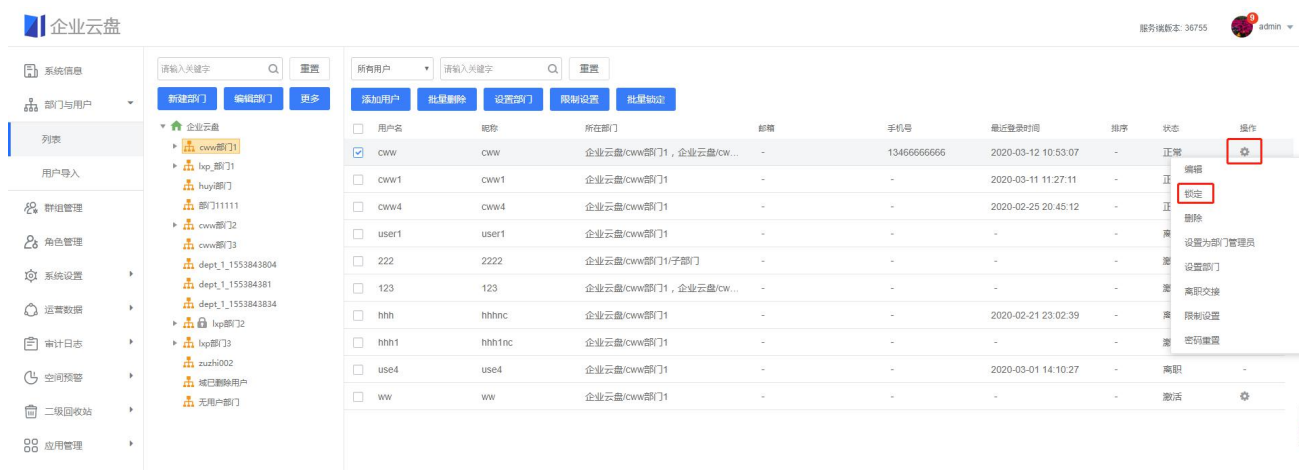 企业云盘
服务端版本: 36755
9
admin
系统信息
部门与用户
列表
用户导入
群组管理
角色管理
系统设置
运营数据
审计日志
空间预警
二级回收站
应用管理
请输入关键字 重置
新建部门 编辑部门 更多
企业云盘
cww部门1
lxp_部门1
huyi部门
部门11111
cww部门2
cww部门3
dept_1_1553843804
dept_1_155384381
dept_1_1553843834
lxp部门2
lxp部门3
zuzhi002
域已删除用户
无用户部门
所有用户 请输入关键字 重置
添加用户 批量删除 设置部门 限制设置 批量锁定
用户名 昵称 所在部门 邮箱 手机号 最近登录时间 排序 状态 操作
cww cww 企业云盘/cww部门1，企业云盘/cw... - 13466666666 2020-03-12 10:53:07 - 正常
cww1 cww1 企业云盘/cww部门1 - - 2020-03-11 11:27:11 - 正
cww4 cww4 企业云盘/cww部门1 - - 2020-02-25 20:45:12 - 正
user1 user1 企业云盘/cww部门1 - - - -
222 2222 企业云盘/cww部门1/子部门 - - - -
123 123 企业云盘/cww部门1，企业云盘/cw... - - - -
hhh hhhnc 企业云盘/cww部门1 - - 2020-02-21 23:02:39 -
hhh1 hhh1nc 企业云盘/cww部门1 - - - -
use4 use4 企业云盘/cww部门1 - - 2020-03-01 14:10:27 - 离职 -
ww ww 企业云盘/cww部门1 - - - - 激活
编辑
锁定
删除
设置为部门管理员
设置部门
离职交接
限制设置
密码重置